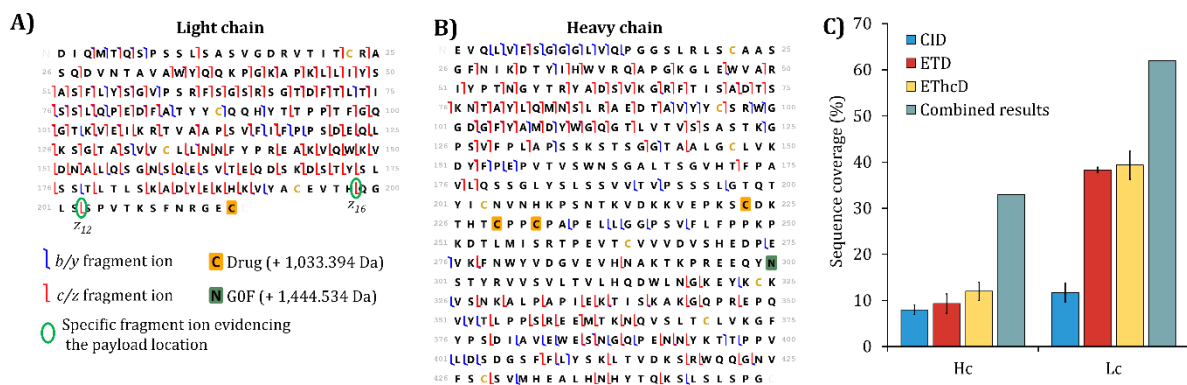 A)
Light chain
N D I Q M T Q S P S S L S A S V G D R V T I T C R A 25
26 S Q D V N T A V A W Y Q Q K P G K A P K L L I Y S 50
51 A S F L Y S G V P S R F S G S R S G T D F T L T I 75
76 S S L Q P E D F A T Y Y C Q Q H Y T T P P T F G Q 100
101 G T K V E I K R T V A A P S V F I F P P S D E Q L 125
126 K S G T A S V V C L L N N F Y P R E A K V Q W K V 150
151 D N A L Q S G N S Q E S V T E Q D S K D S T Y S L 175
176 S S T L T L S K A D Y E K H K V Y A C E V T H Q G 200
201 L S S P V T K S F N R G E C C
z12
z16
b/y fragment ion
c/z fragment ion
Specific fragment ion evidencing
the payload location
C Drug (+ 1,033.394 Da)
N G0F (+ 1,444.534 Da)
B)
Heavy chain
N E V Q L V E S G G G L V Q P G G S L R L S C A A S 25
26 G F N I K D T Y I H W V R Q A P G K G L E W V A R 50
51 I Y P T N G Y T R Y A D S V K G R F T I S A D T S 75
76 K N T A Y L Q M N S L R A E D T A V Y Y C S R W G 100
101 G D G F Y A M D Y W G Q G T L V T V S S A S T K G 125
126 P S V F P L A P S S K S T S G G T A A L G C L V K 150
151 D Y F P E P V T V S W N S G A L T S G V H T F P A 175
176 V L Q S S G L Y S L S S V V T V P S S S L G T Q T 200
201 Y I C N V N H K P S N T K V D K K V E P K S C D K 225
226 T H T C P P C P A P E L L G G P S V F L F P P K P 250
251 K D T L M I S R T P E V T C V V V D V S H E D P E 275
276 V K F N W Y V D G V E V H N A K T K P R E E Q Y N 300
301 S T Y R V V S V L T V L H Q D W L N G K E Y K C K 325
326 V S N K A L P A P I E K T I S K A K G Q P R E P Q 350
351 V Y T L P P S R E E M T K N Q V S L T C L V K G F 375
376 Y P S D I A V E W E S N G Q P E N N Y K T T P P V 400
401 L D S D G S F F L Y S K L T V D K S R W Q Q G N V 425
426 F S C S V M H E A L H N H Y T Q K S L S L S P G C
C)
Sequence coverage (%)
70
60
50
40
30
20
10
0
CID
ETD
EThcD
Combined results
Hc
Lc